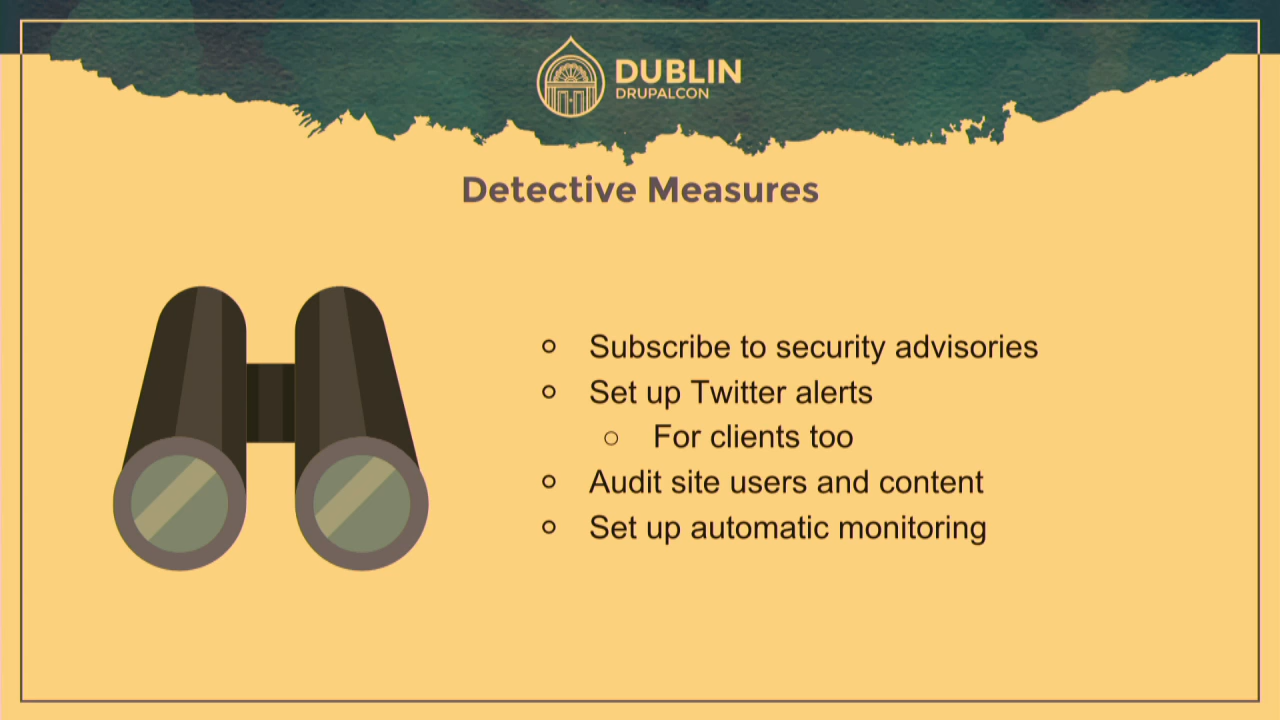 DUBLIN
DRUPALCON
Detective Measures
Subscribe to security advisories
Set up Twitter alerts
For clients too
Audit site users and content
Set up automatic monitoring